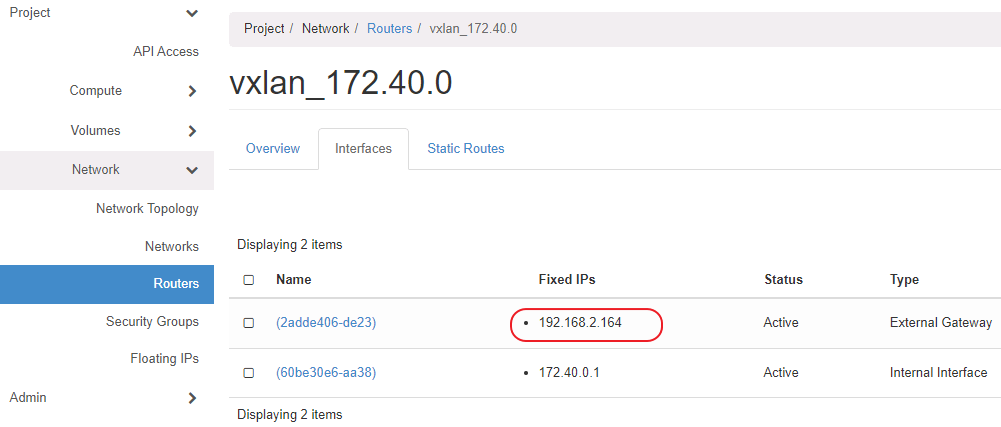 Project
API Access
Compute
Volumes
Network
Network Topology
Networks
Routers
Security Groups
Floating IPs
Admin
Project / Network / Routers / vxlan_172.40.0
vxlan_172.40.0
Overview Interfaces Static Routes
Displaying 2 items
Name Fixed IPs Status Type
(2adde406-de23) • 192.168.2.164 Active External Gateway
(60be30e6-aa38) • 172.40.0.1 Active Internal Interface
Displaying 2 items